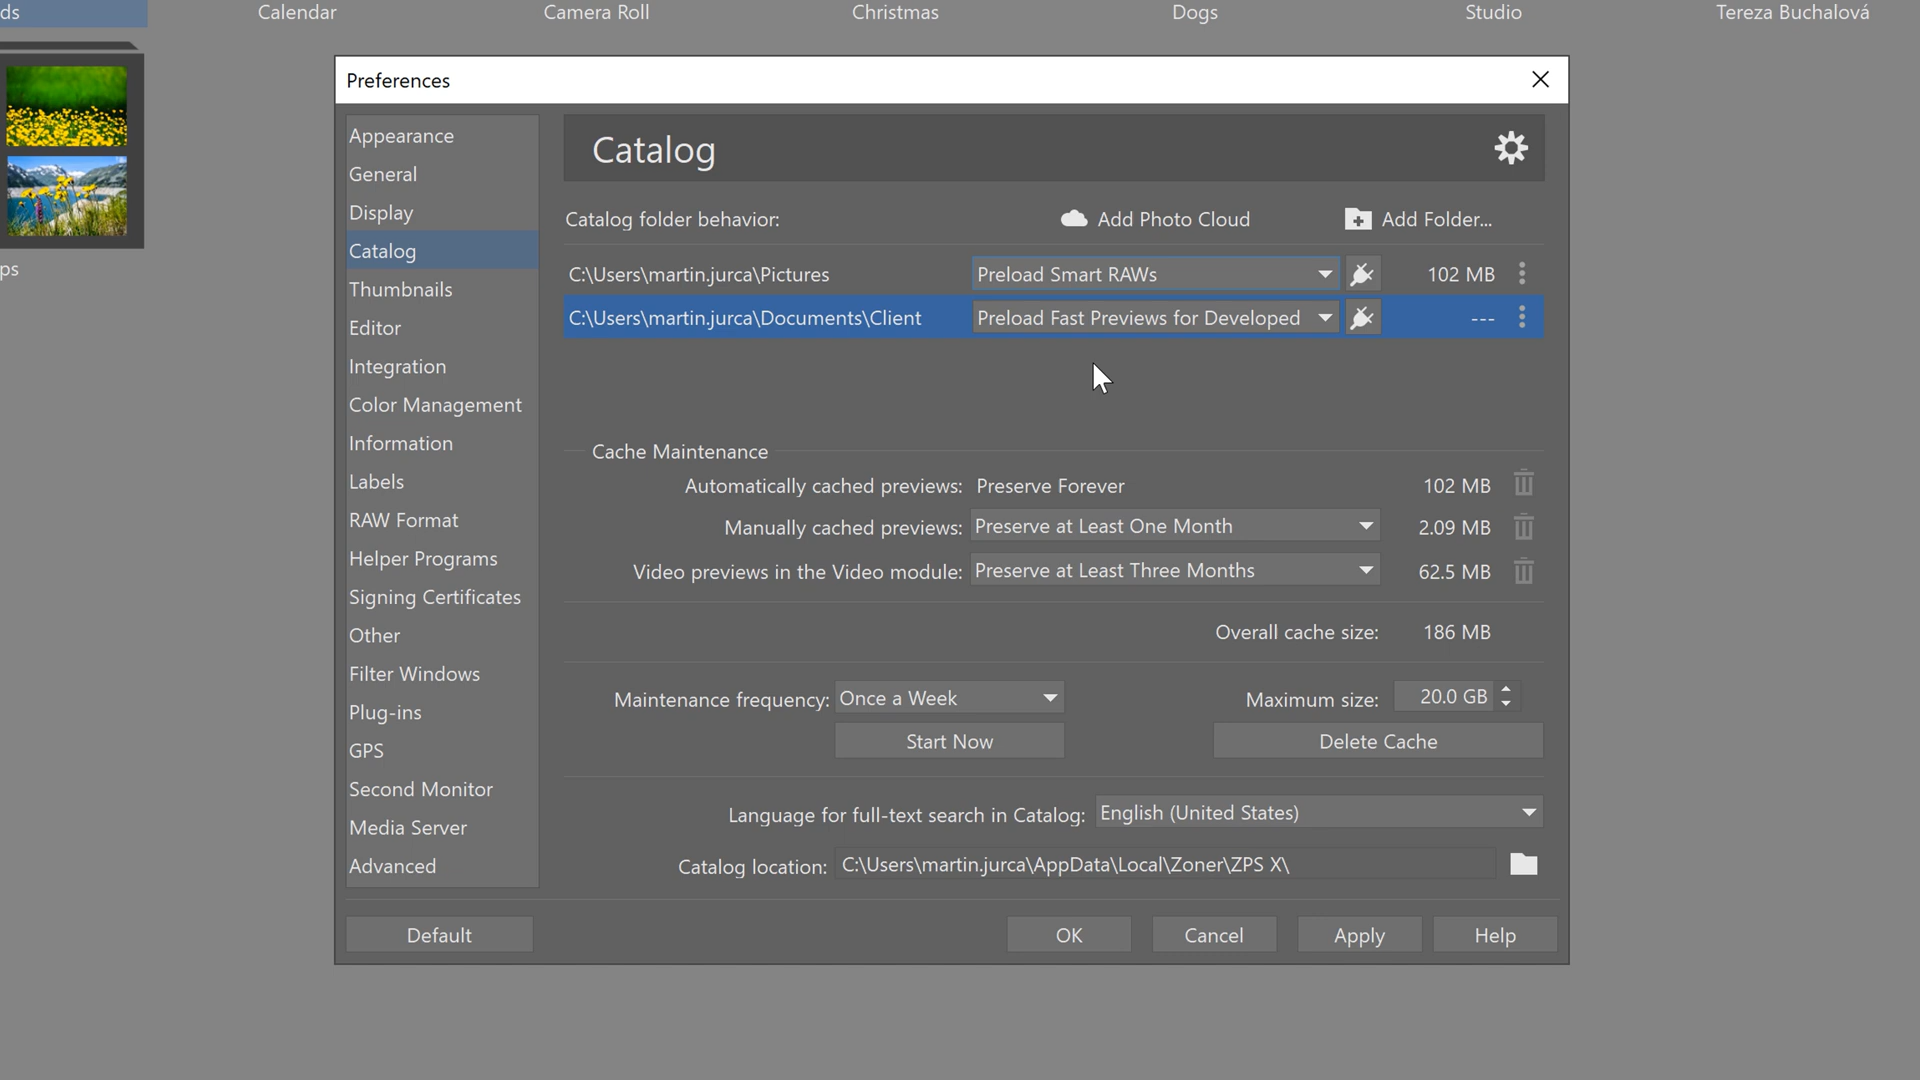 ds
Calendar
Camera Roll
Christmas
Dogs
Studio
Tereza Buchalová
ps
Preferences
Appearance
General
Display
Catalog
Thumbnails
Editor
Integration
Color Management
Information
Labels
RAW Format
Helper Programs
Signing Certificates
Other
Filter Windows
Plug-ins
GPS
Second Monitor
Media Server
Advanced
Catalog
Catalog folder behavior: Add Photo Cloud Add Folder...
C:\Users\martin.jurca\Pictures Preload Smart RAWs 102 MB
C:\Users\martin.jurca\Documents\Client Preload Fast Previews for Developed ---
Cache Maintenance
Automatically cached previews: Preserve Forever 102 MB
Manually cached previews: Preserve at Least One Month 2.09 MB
Video previews in the Video module: Preserve at Least Three Months 62.5 MB
Overall cache size: 186 MB
Maintenance frequency: Once a Week Maximum size: 20.0 GB
Start Now Delete Cache
Language for full-text search in Catalog: English (United States)
Catalog location: C:\Users\martin.jurca\AppData\Local\Zoner\ZPS X\
Default OK Cancel Apply Help